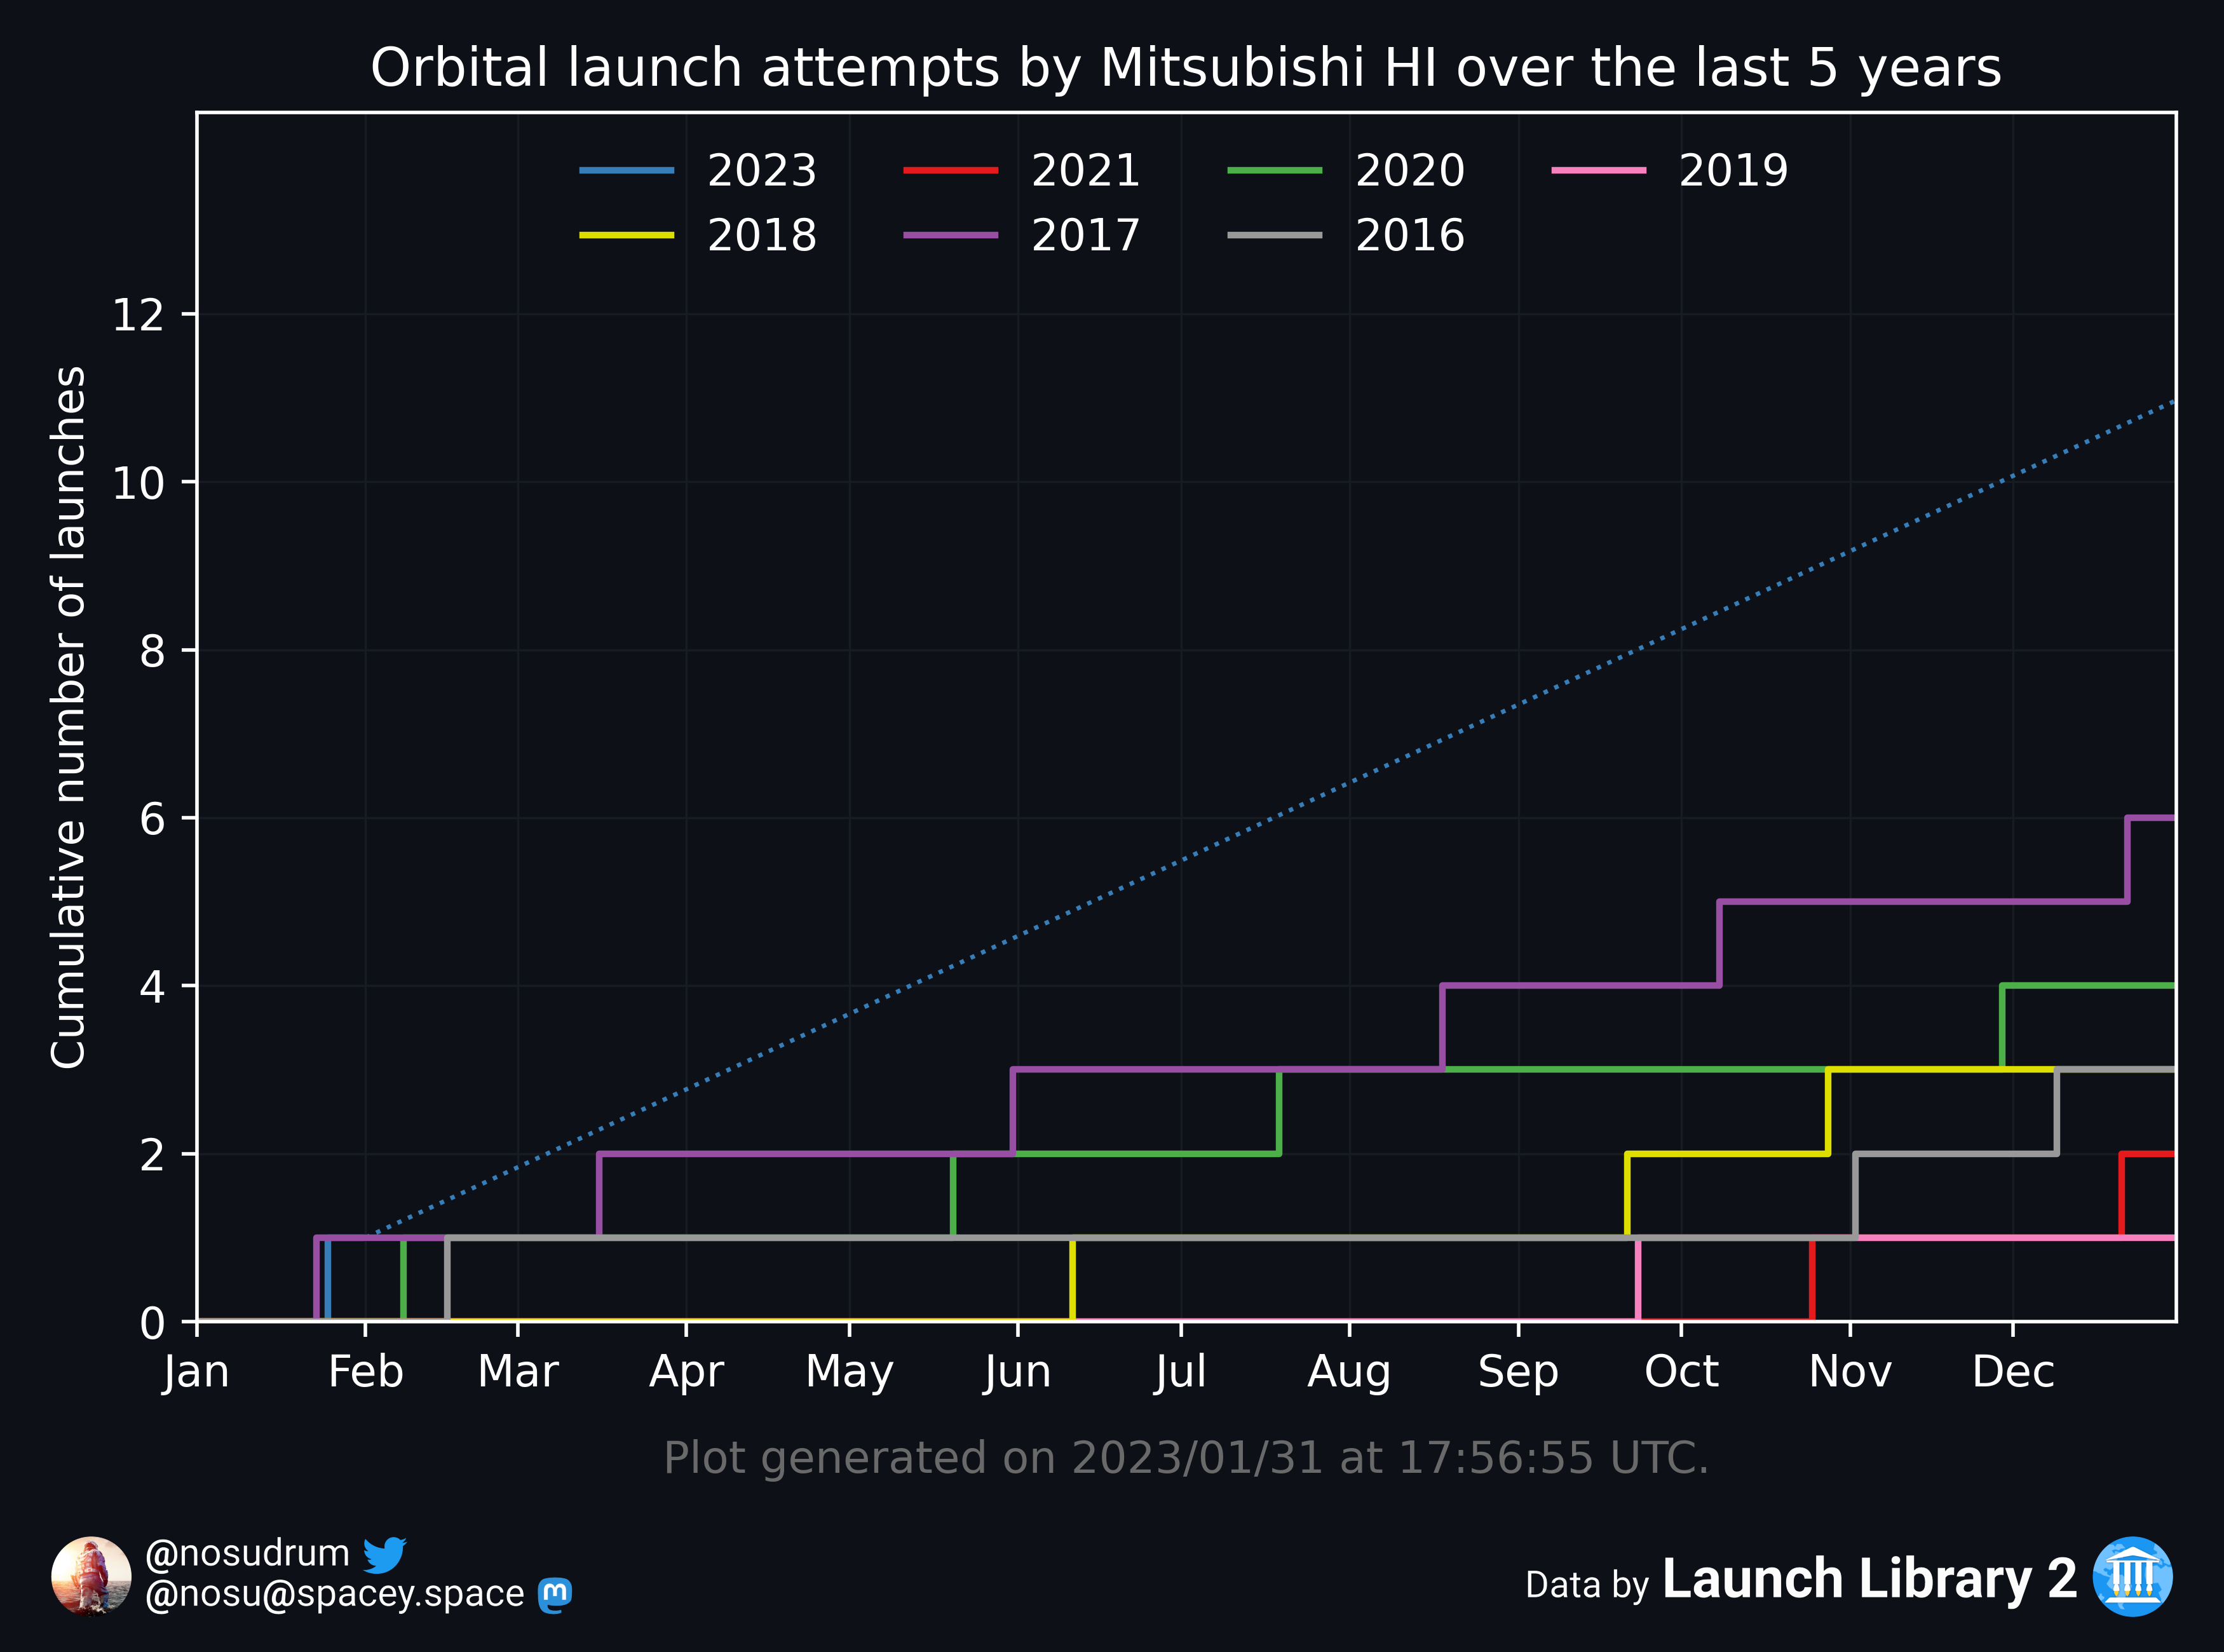 Orbital launch attempts by Mitsubishi HI over the last 5 years
2023 2021 2020 2019
2018 2017 2016
Cumulative number of launches
12
10
8
6
4
2
0
Jan Feb Mar Apr May Jun Jul Aug Sep Oct Nov Dec
Plot generated on 2023/01/31 at 17:56:55 UTC.
@nosudrum
@nosu@spacey.space
Data by Launch Library 2